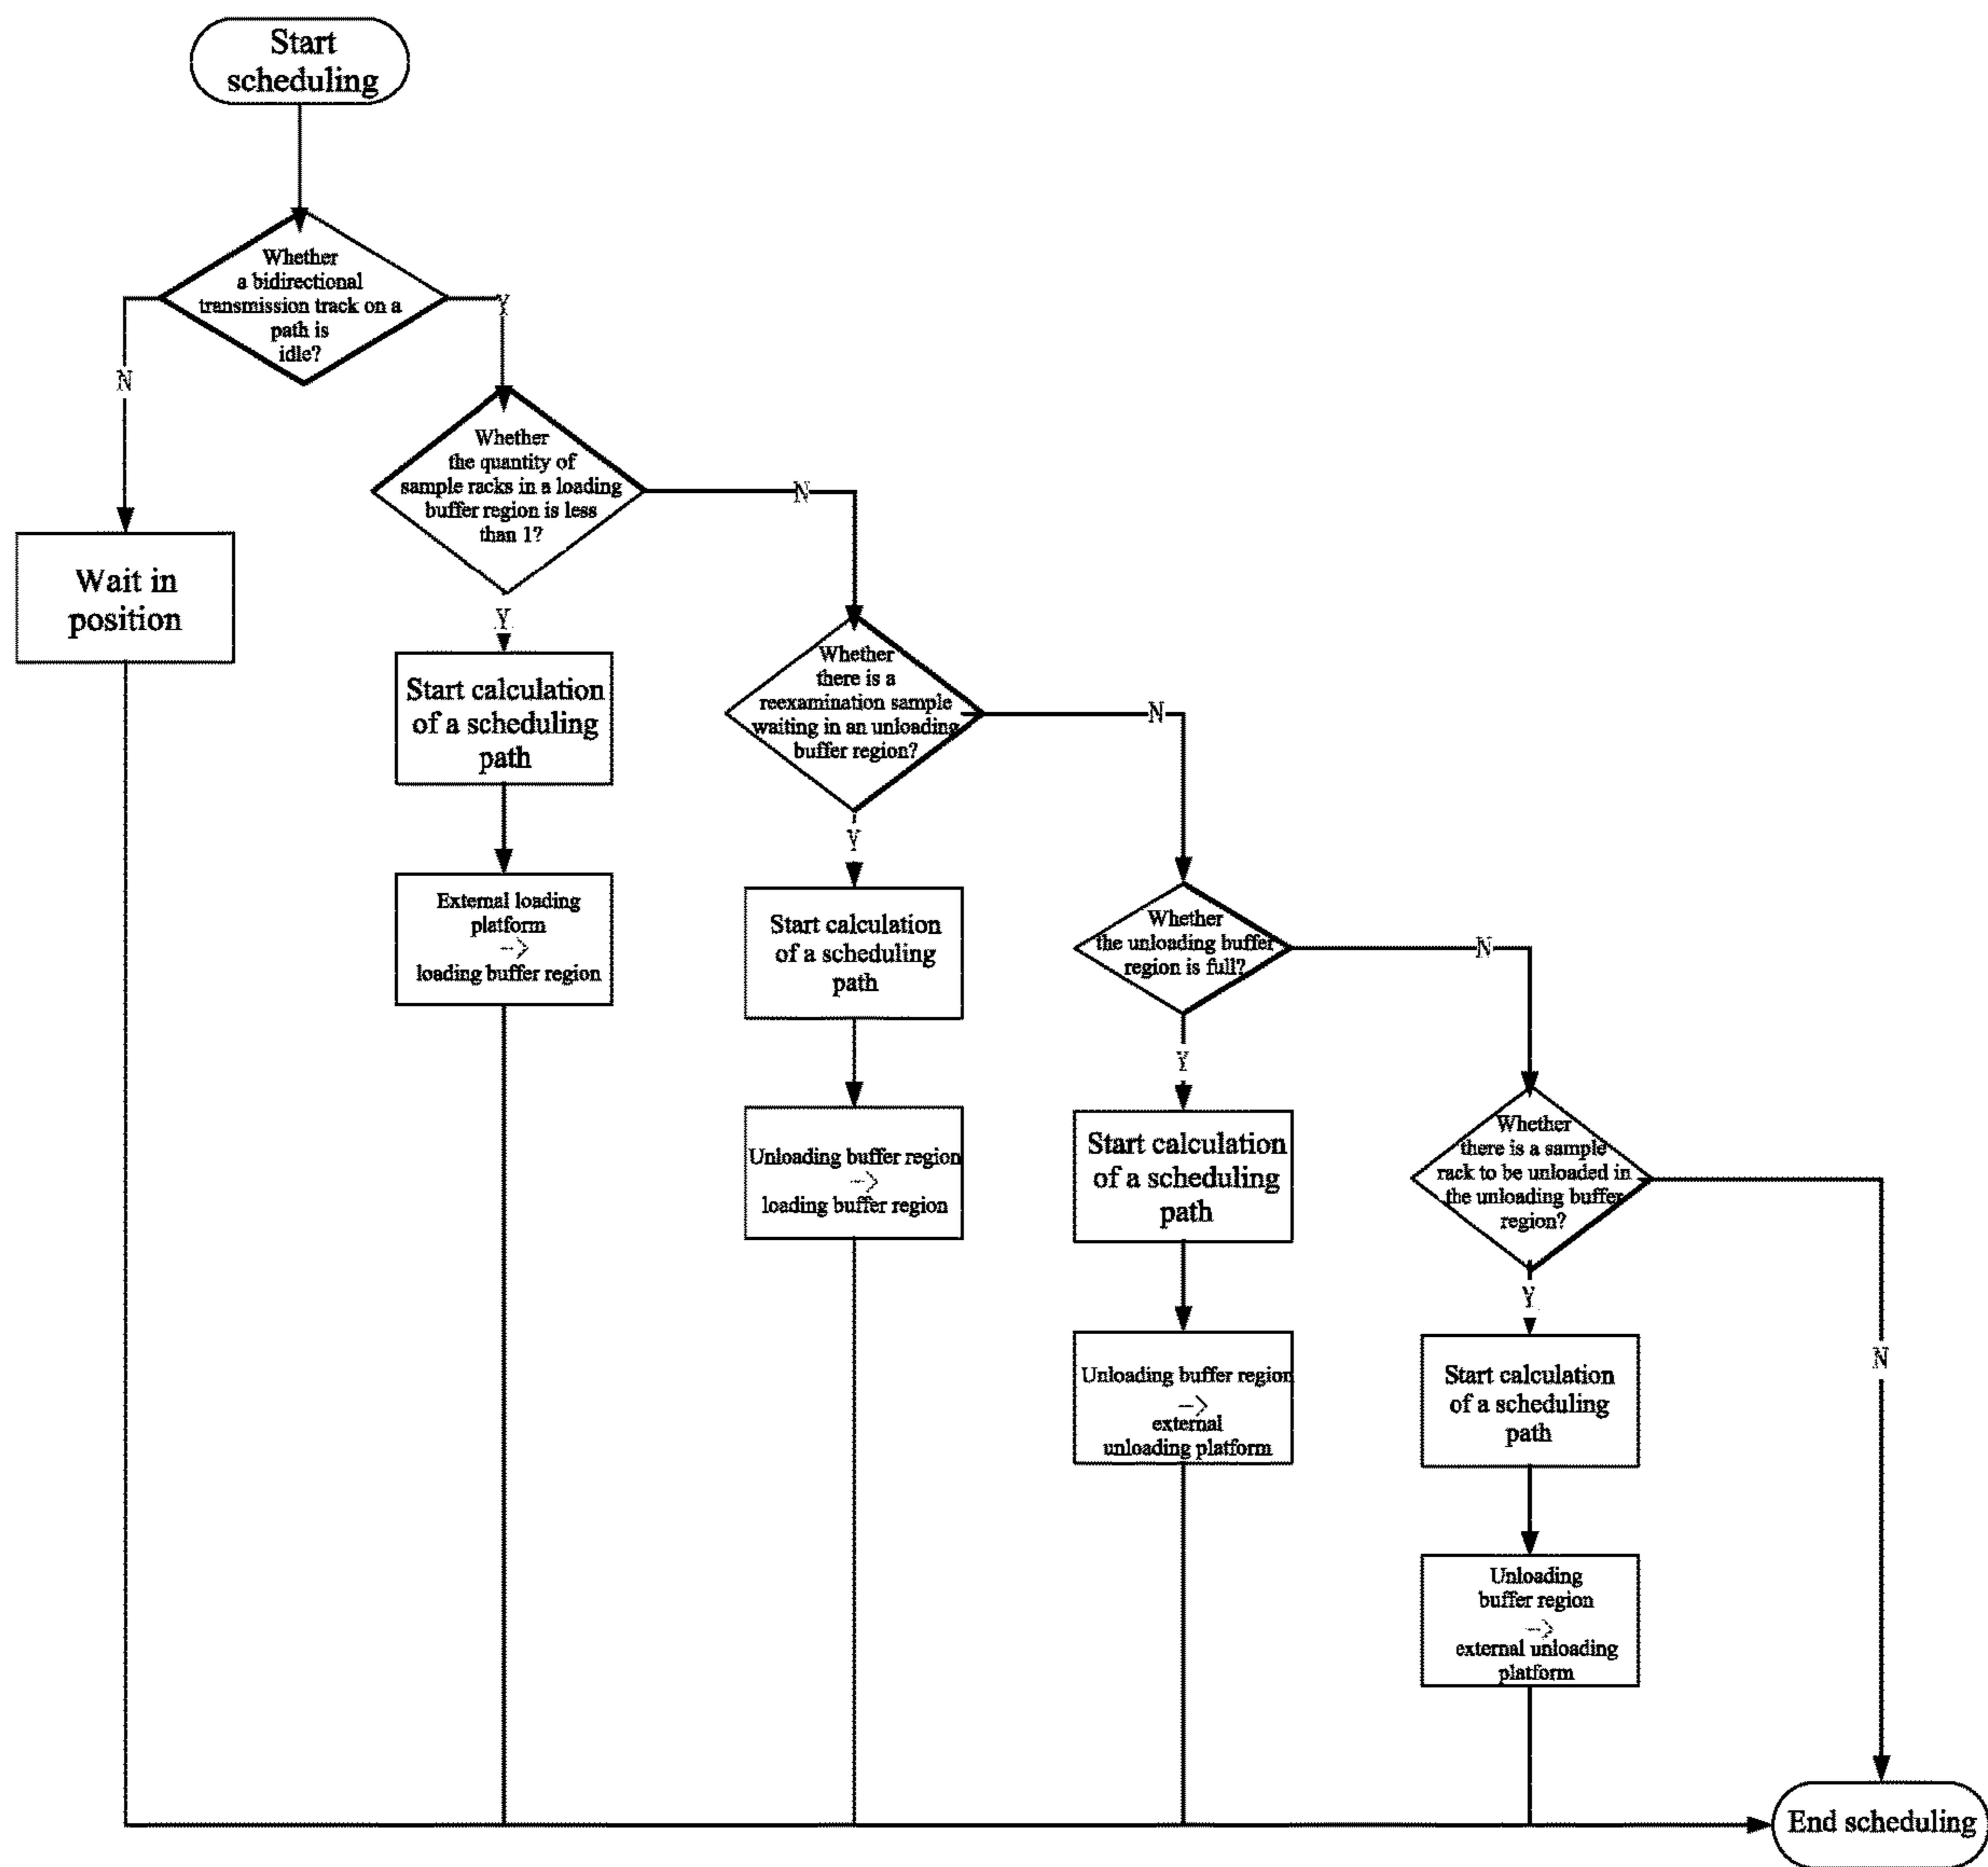 Start
scheduling
Whether
a bidirectional
transmission track on a
path is
idle?
N
Y
Wait in
position
Whether
the quantity of
sample racks in a loading
buffer region is less
than 1?
N
Y
Start calculation
of a scheduling
path
External loading
platform
-->
loading buffer region
Whether
there is a
reexamination sample
waiting in an unloading
buffer region?
N
Y
Start calculation
of a scheduling
path
Unloading buffer region
-->
loading buffer region
Whether
the unloading buffer
region is full?
N
Y
Start calculation
of a scheduling
path
Unloading buffer region
-->
external
unloading platform
Whether
there is a sample
rack to be unloaded in
the unloading buffer
region?
N
Y
Start calculation
of a scheduling
path
Unloading
buffer region
-->
external unloading
platform
End scheduling